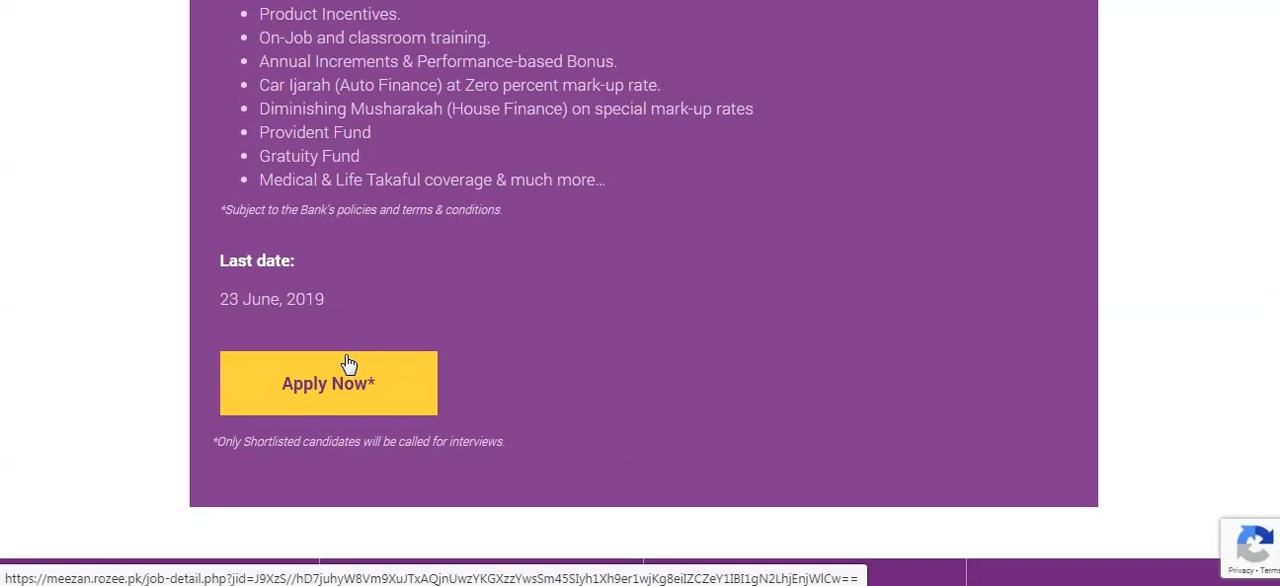 Product Incentives.
On-Job and classroom training.
Annual Increments & Performance-based Bonus.
Car Ijarah (Auto Finance) at Zero percent mark-up rate.
Diminishing Musharakah (House Finance) on special mark-up rates
Provident Fund
Gratuity Fund
Medical & Life Takaful coverage & much more...
*Subject to the Bank's policies and terms & conditions.
Last date:
23 June, 2019
Apply Now*
*Only Shortlisted candidates will be called for interviews.
Privacy - Terms
https://meezan.rozee.pk/job-detail.php?jid=J9XzS//hD7juhyW8Vm9XuJTxAQjnUwzYKGXzzYwsSm45SIyh1Xh9er1wjKg8eiIZCZeY1IBI1gN2LhjEnjWlCw==